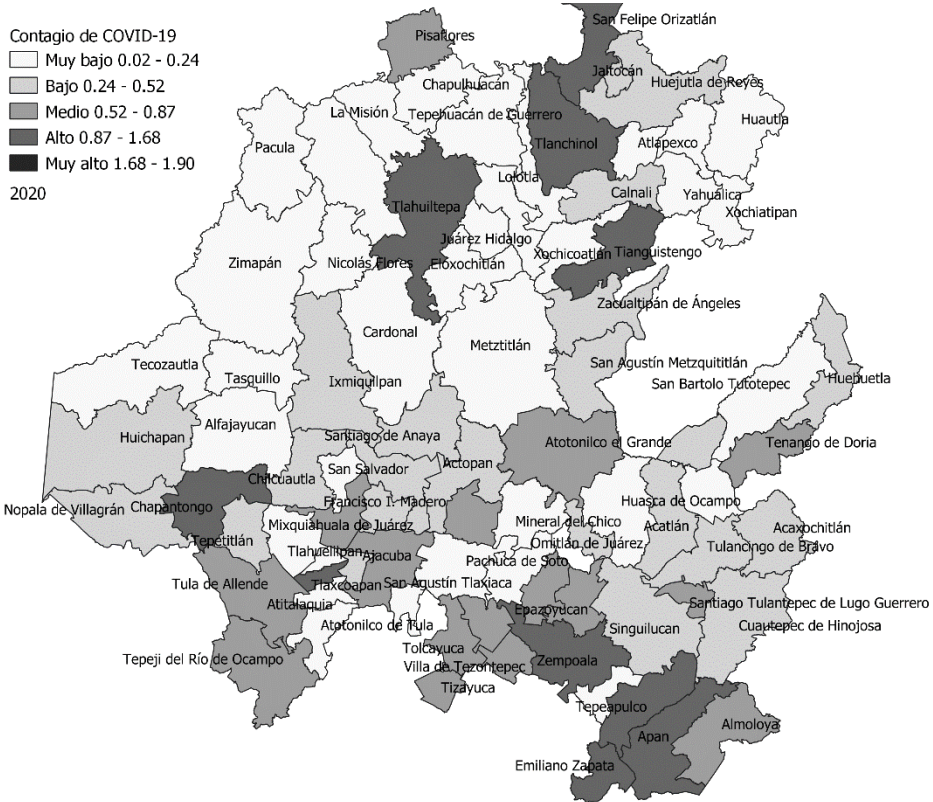 Contagio de COVID-19
Muy bajo 0.02 - 0.24
Bajo 0.24 - 0.52
Medio 0.52 - 0.87
Alto 0.87 - 1.68
Muy alto 1.68 - 1.90
2020
San Felipe Orizatlán
Pisaflores
Jaltocán
Chapulhuacán
Huejutla de Reyes
La Misión
Tepehuacán de Guerrero
Huautla
Pacula
Tlanchinol
Atlapexco
Lolotla
Calnali
Yahualica
Tlahuiltepa
Xochiatipan
Juárez Hidalgo
Xochicoatlán
Tianguistengo
Zimapán
Nicolás Flores
Eloxochitlán
Zacualtipán de Ángeles
Cardonal
Metztitlán
Tecozautla
San Agustín Metzquititlán
Tasquillo
Ixmiquilpan
San Bartolo Tutotepec
Huehuetla
Alfajayucan
Huichapan
Santiago de Anaya
Atotonilco el Grande
Tenango de Doria
Actopan
San Salvador
Chilcuautla
Nopala de Villagrán
Chapantongo
Francisco I. Madero
Huasca de Ocampo
Mixquiahuala de Juárez
Mineral del Chico
Acatlán
Acaxochitlán
Tepetitlán
Omitlán de Juárez
Tulancingo de Bravo
Tlahuelilpan
Ajacuba
Pachuca de Soto
Tula de Allende
Tlaxcoapan
San Agustín Tlaxiaca
Atitalaquia
Epazoyucan
Santiago Tulantepec de Lugo Guerrero
Atotonilco de Tula
Singuilucan
Cuautepec de Hinojosa
Tolcayuca
Tepeji del Río de Ocampo
Villa de Tezontepec
Zempoala
Tizayuca
Tepeapulco
Almoloya
Apan
Emiliano Zapata